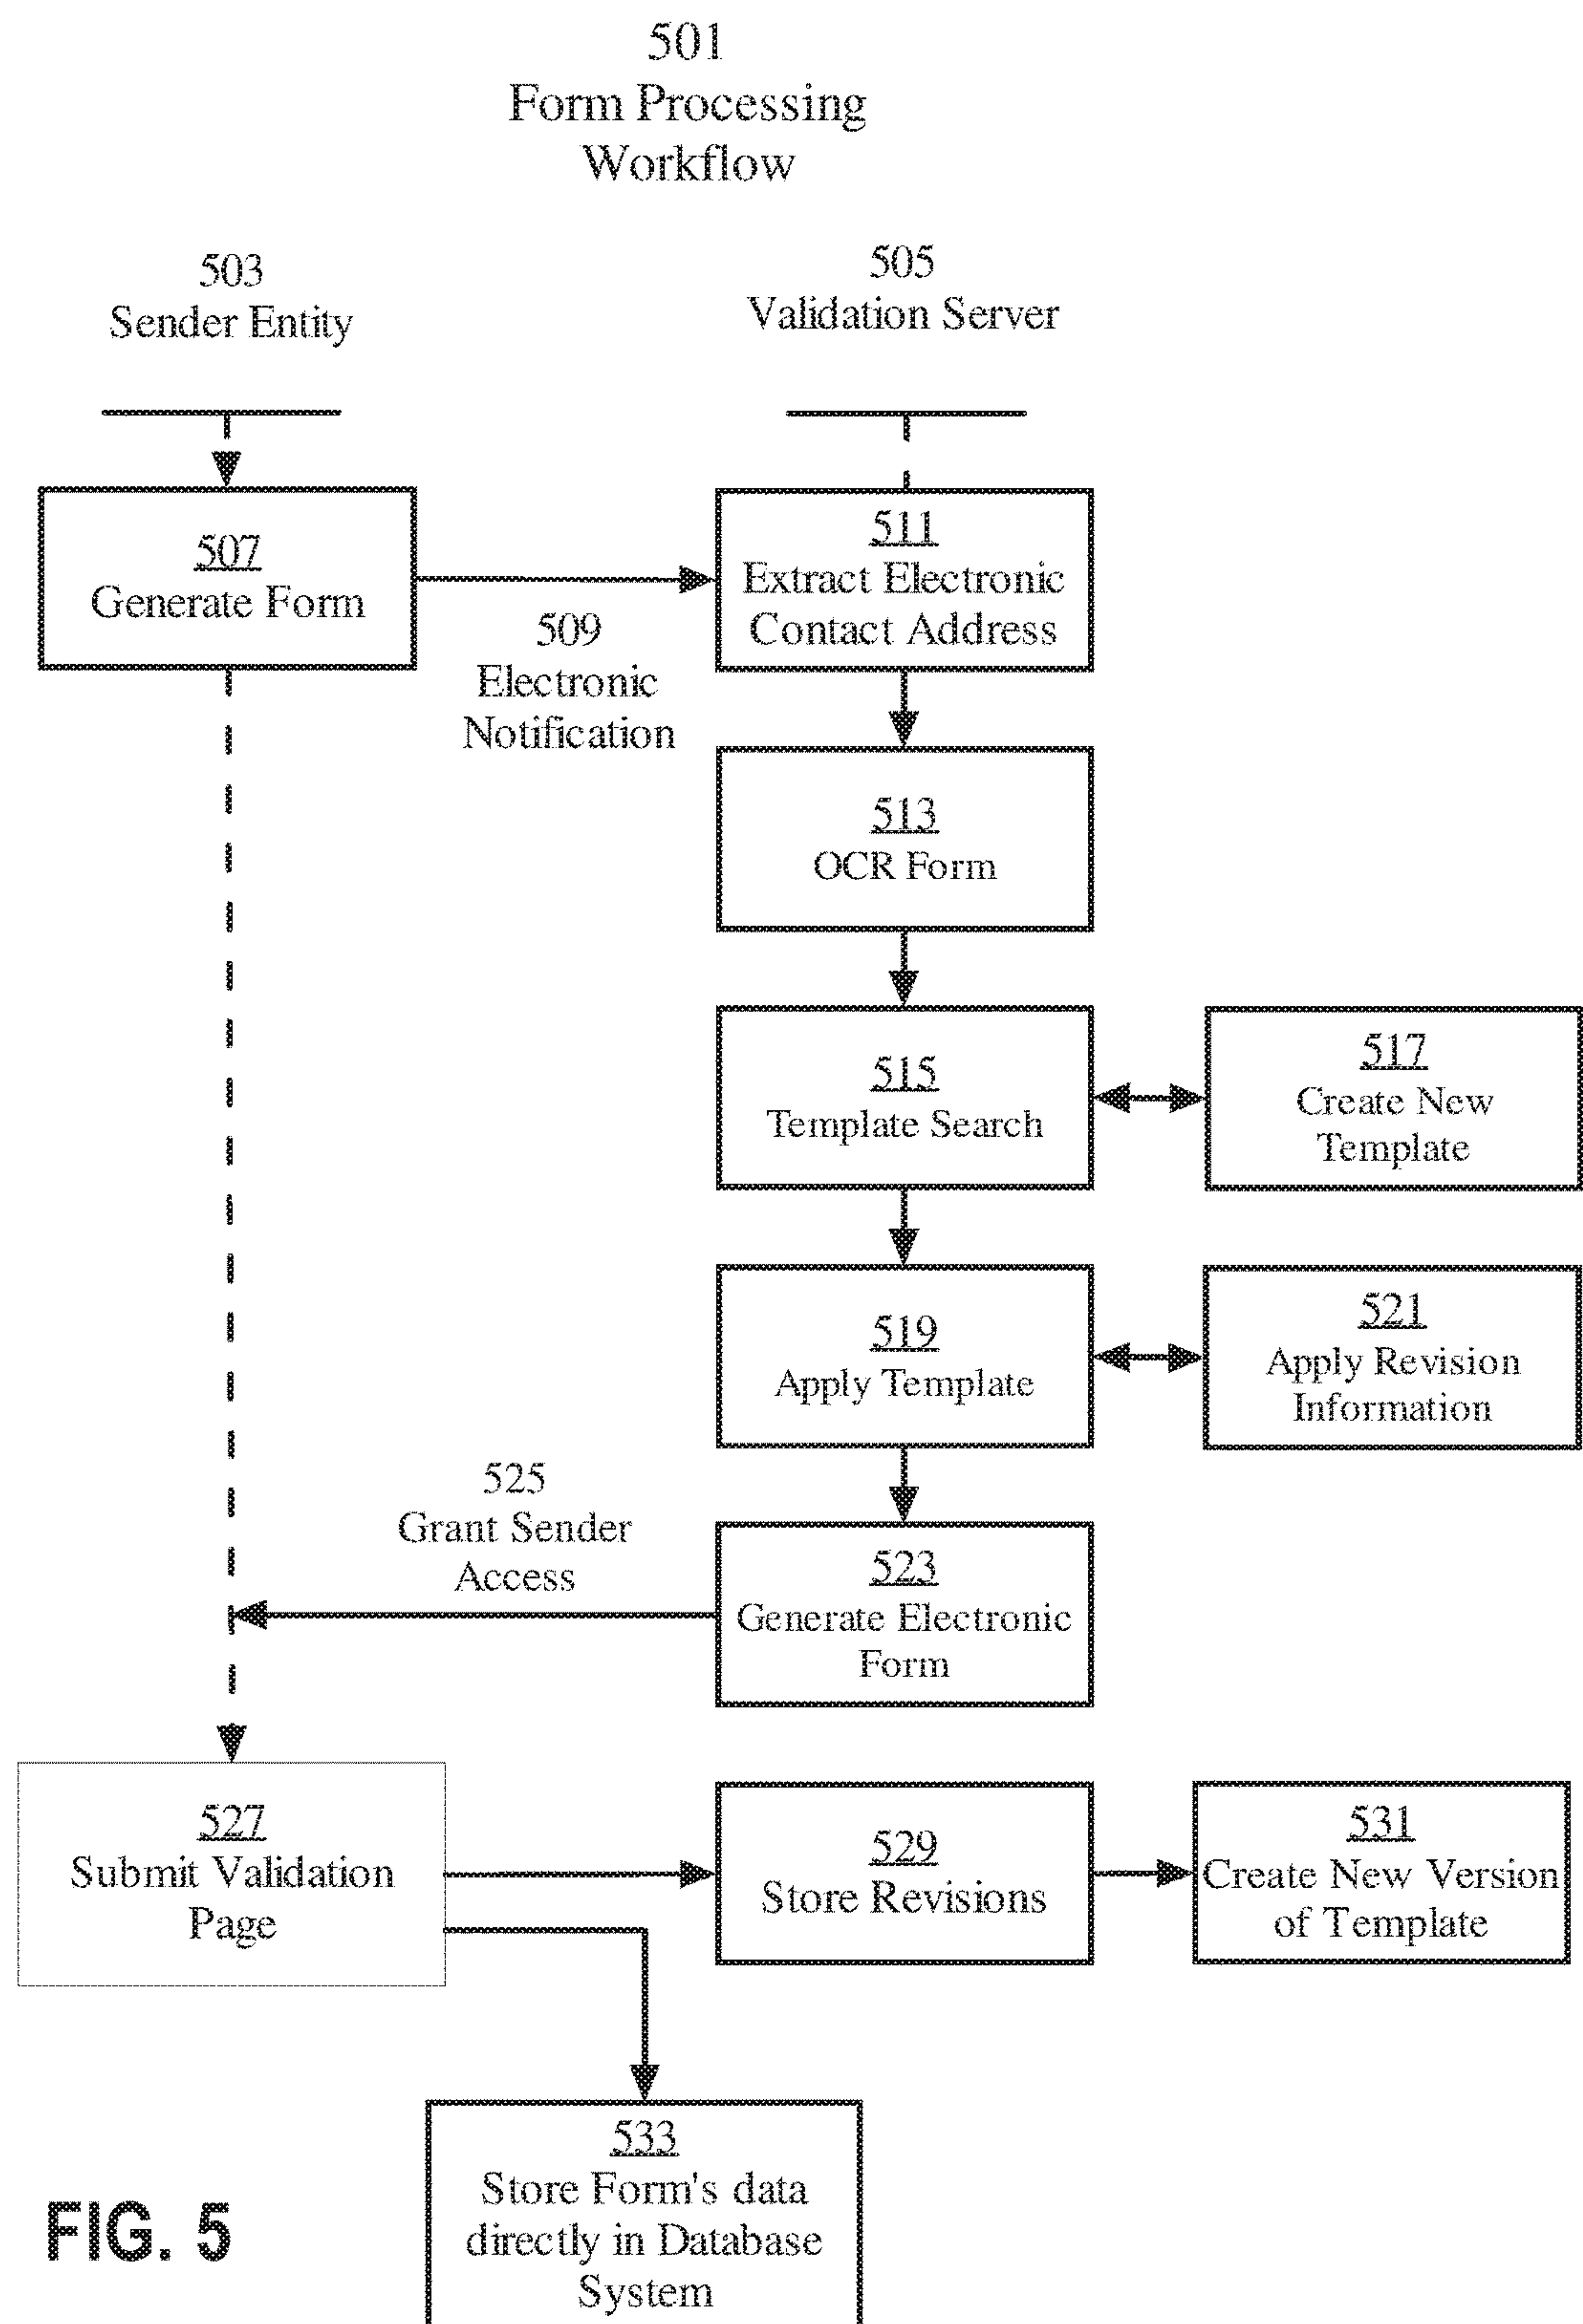 501
Form Processing
Workflow
503
Sender Entity
505
Validation Server
507
Generate Form
509
Electronic
Notification
511
Extract Electronic
Contact Address
513
OCR Form
515
Template Search
517
Create New
Template
519
Apply Template
521
Apply Revision
Information
523
Generate Electronic
Form
525
Grant Sender
Access
527
Submit Validation
Page
529
Store Revisions
531
Create New Version
of Template
533
Store Form's data
directly in Database
System
FIG. 5